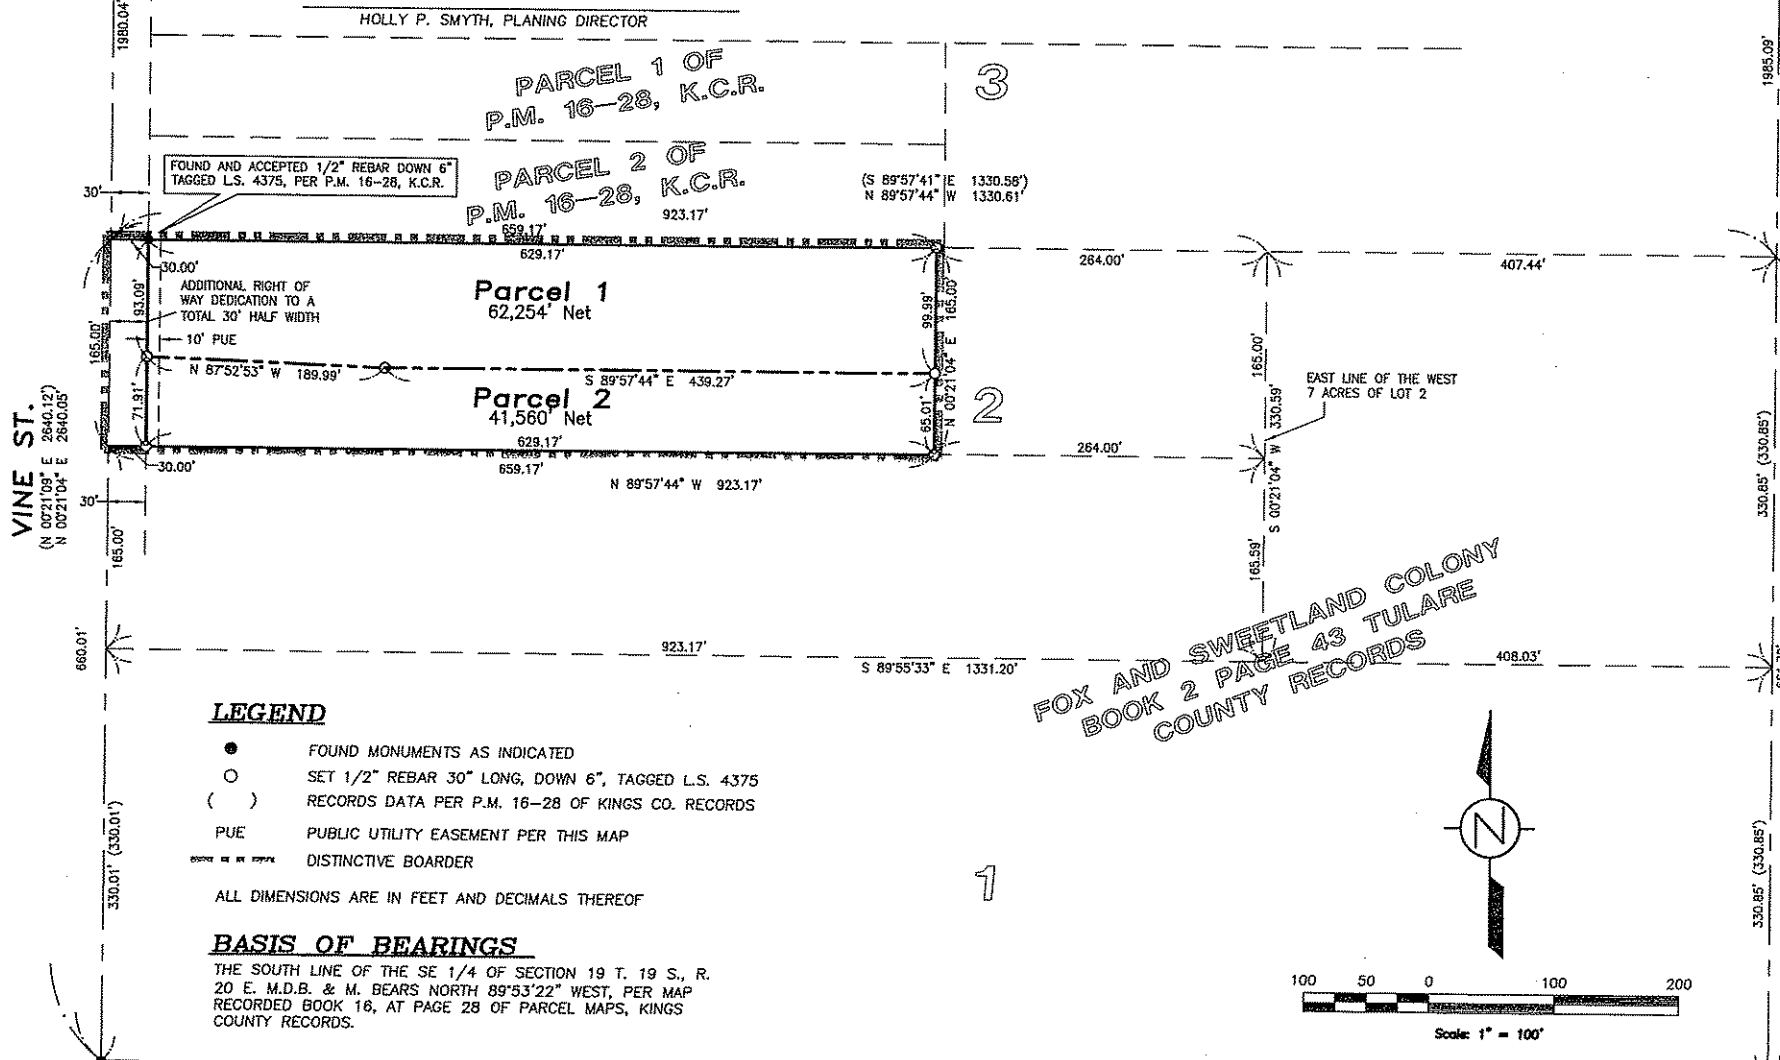 HOLLY P. SMYTH, PLANING DIRECTOR
1980.04'
1985.09'
PARCEL 1 OF
P.M. 16-28, K.C.R.
3
PARCEL 2 OF
P.M. 16-28, K.C.R.
FOUND AND ACCEPTED 1/2" REBAR DOWN 6"
TAGGED L.S. 4375, PER P.M. 16-28, K.C.R.
30'
(S 89°57'41" E 1330.58')
N 89°57'44" W 1330.61'
923.17'
659.17'
629.17'
264.00'
407.44'
30.00'
ADDITIONAL RIGHT OF
WAY DEDICATION TO A
TOTAL 30' HALF WIDTH
10' PUE
93.09'
165.00'
Parcel 1
62,254' Net
99.99'
N 00°21'04" E 165.00'
165.00'
N 87°52'53" W 189.99'
S 89°57'44" E 439.27'
EAST LINE OF THE WEST
7 ACRES OF LOT 2
S 00°21'04" W 330.59'
Parcel 2
41,560' Net
71.91'
65.01'
2
629.17'
659.17'
30.00'
264.00'
N 89°57'44" W 923.17'
VINE ST.
(N 00°21'09" E 2640.12')
N 00°21'04" E 2640.05'
30'
165.00'
165.59'
330.85' (330.85')
660.01'
923.17'
S 89°55'33" E 1331.20'
408.03'
FOX AND SWEETLAND COLONY
BOOK 2 PAGE 43 TULARE
COUNTY RECORDS
LEGEND
FOUND MONUMENTS AS INDICATED
SET 1/2" REBAR 30" LONG, DOWN 6", TAGGED L.S. 4375
( ) RECORDS DATA PER P.M. 16-28 OF KINGS CO. RECORDS
PUE PUBLIC UTILITY EASEMENT PER THIS MAP
DISTINCTIVE BOARDER
ALL DIMENSIONS ARE IN FEET AND DECIMALS THEREOF
330.01' (330.01')
1
N
330.85' (330.85')
BASIS OF BEARINGS
THE SOUTH LINE OF THE SE 1/4 OF SECTION 19 T. 19 S., R.
20 E. M.D.B. & M. BEARS NORTH 89°53'22" WEST, PER MAP
RECORDED BOOK 16, AT PAGE 28 OF PARCEL MAPS, KINGS
COUNTY RECORDS.
100 50 0 100 200
Scale: 1" = 100'